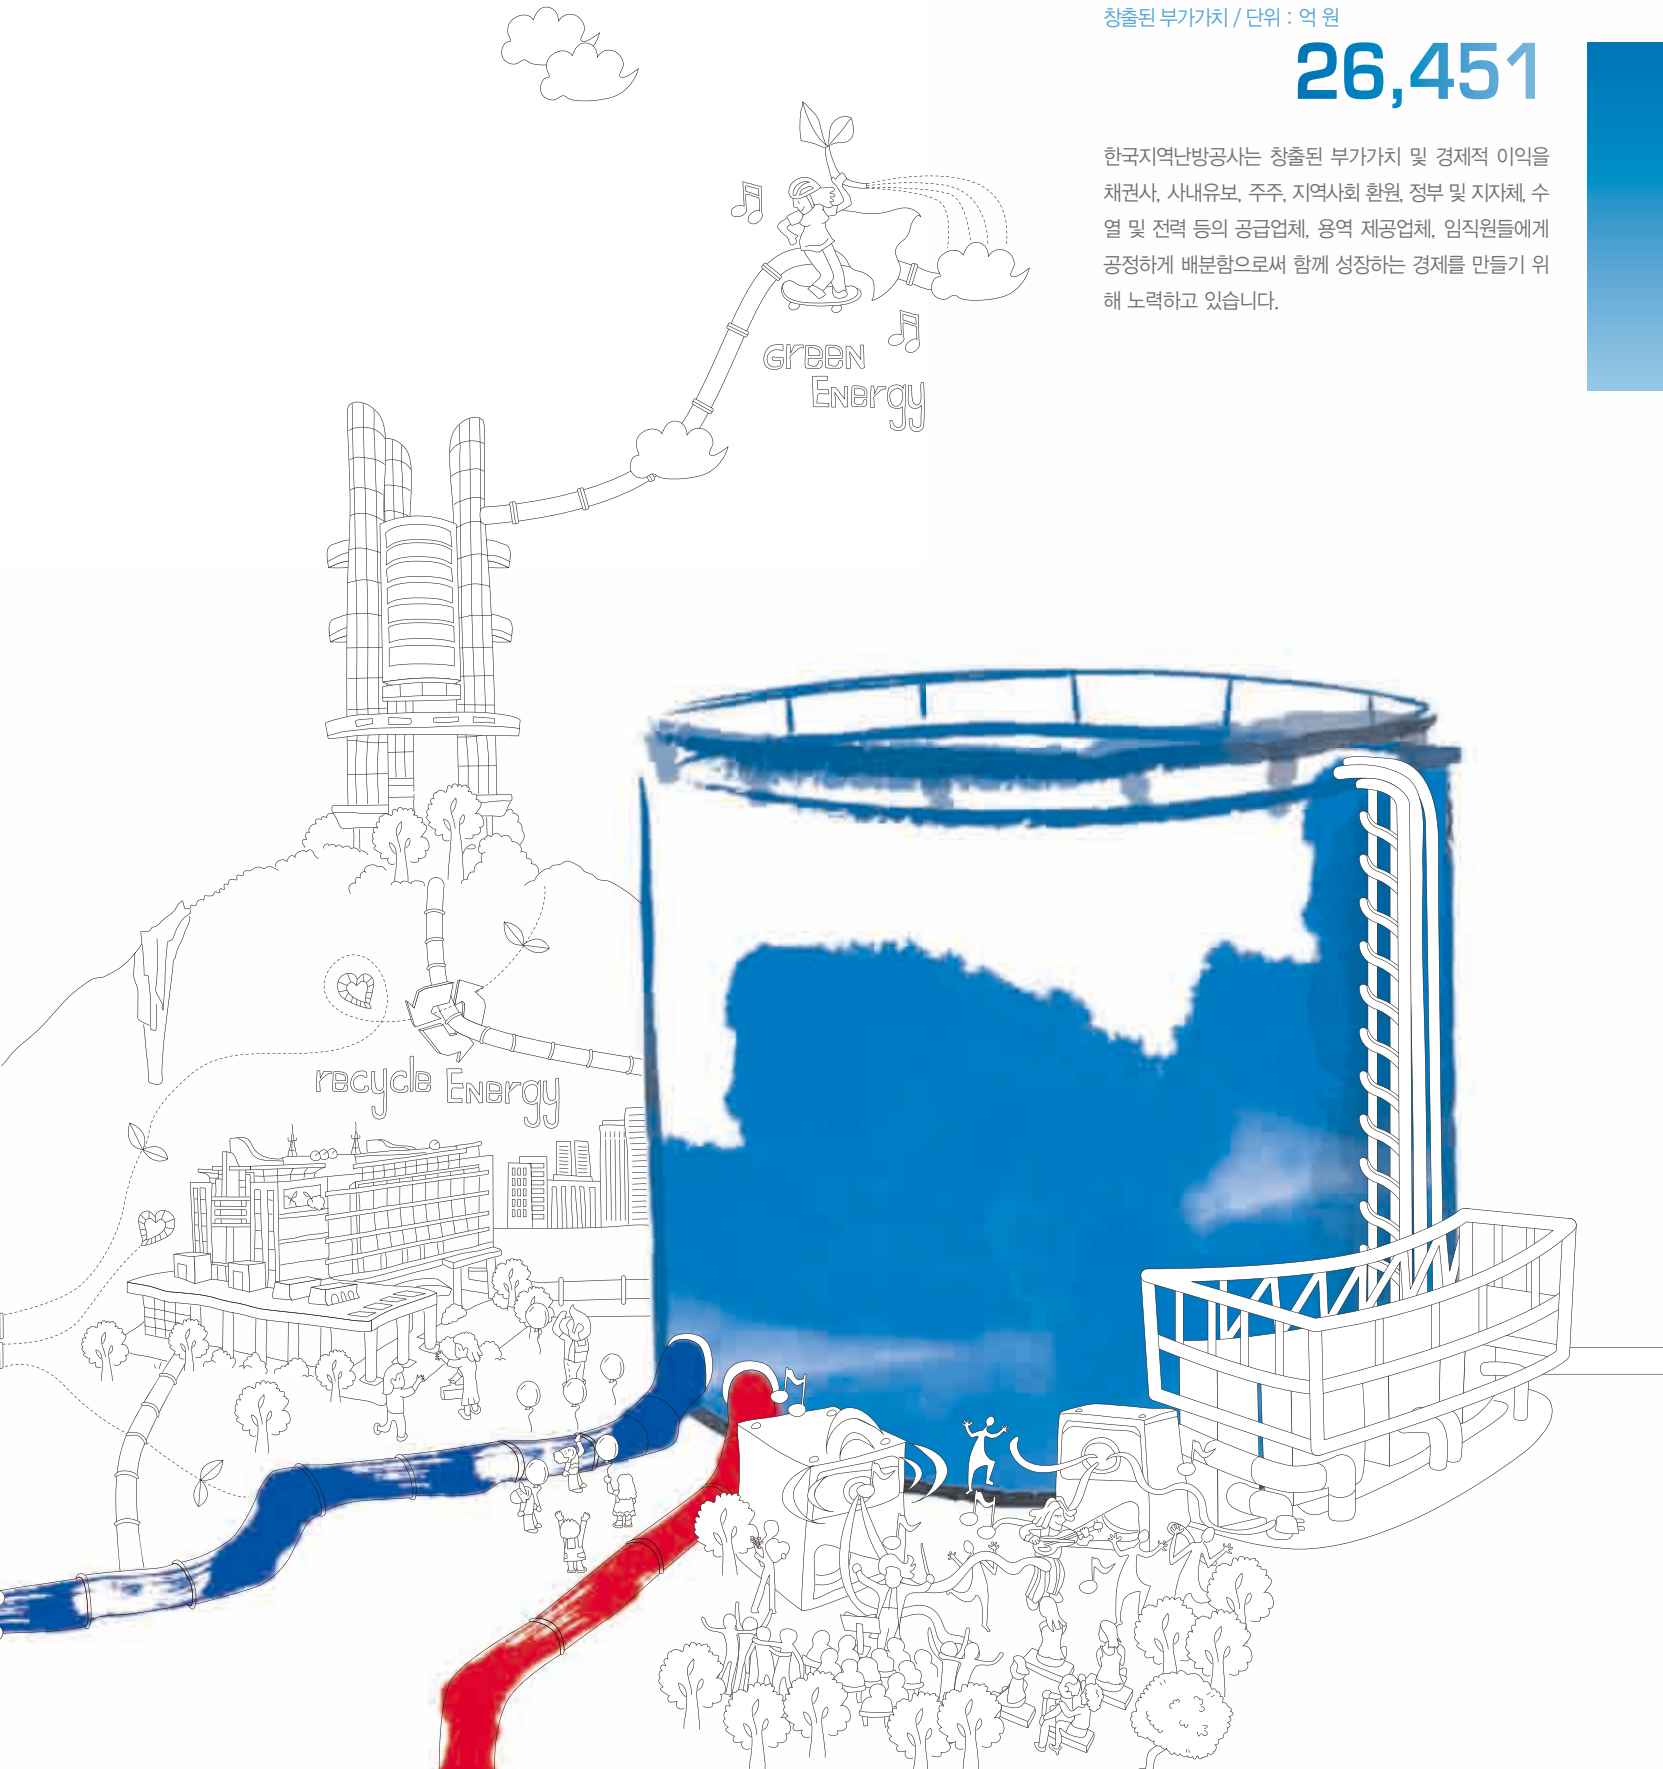 창출된 부가가치 / 단위 : 억 원
26,451
한국지역난방공사는 창출된 부가가치 및 경제적 이익을
채권사, 사내유보, 주주, 지역사회 환원, 정부 및 지자체, 수
열 및 전력 등의 공급업체, 용역 제공업체, 임직원들에게
공정하게 배분함으로써 함께 성장하는 경제를 만들기 위
해 노력하고 있습니다.
Green
Energy
recycle Energy